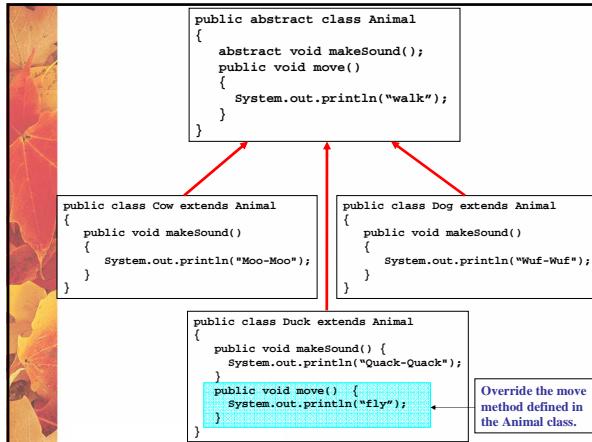 public abstract class Animal
{
abstract void makeSound();
public void move()
{
System.out.println(“walk”);
}
}
public class Cow extends Animal
{
public void makeSound()
{
System.out.println("Moo-Moo");
}
}
public class Dog extends Animal
{
public void makeSound()
{
System.out.println(“Wuf-Wuf");
}
}
public class Duck extends Animal
{
public void makeSound() {
System.out.println(“Quack-Quack");
}
public void move() {
System.out.println(“fly”);
}
}
Override the move
method defined in
the Animal class.